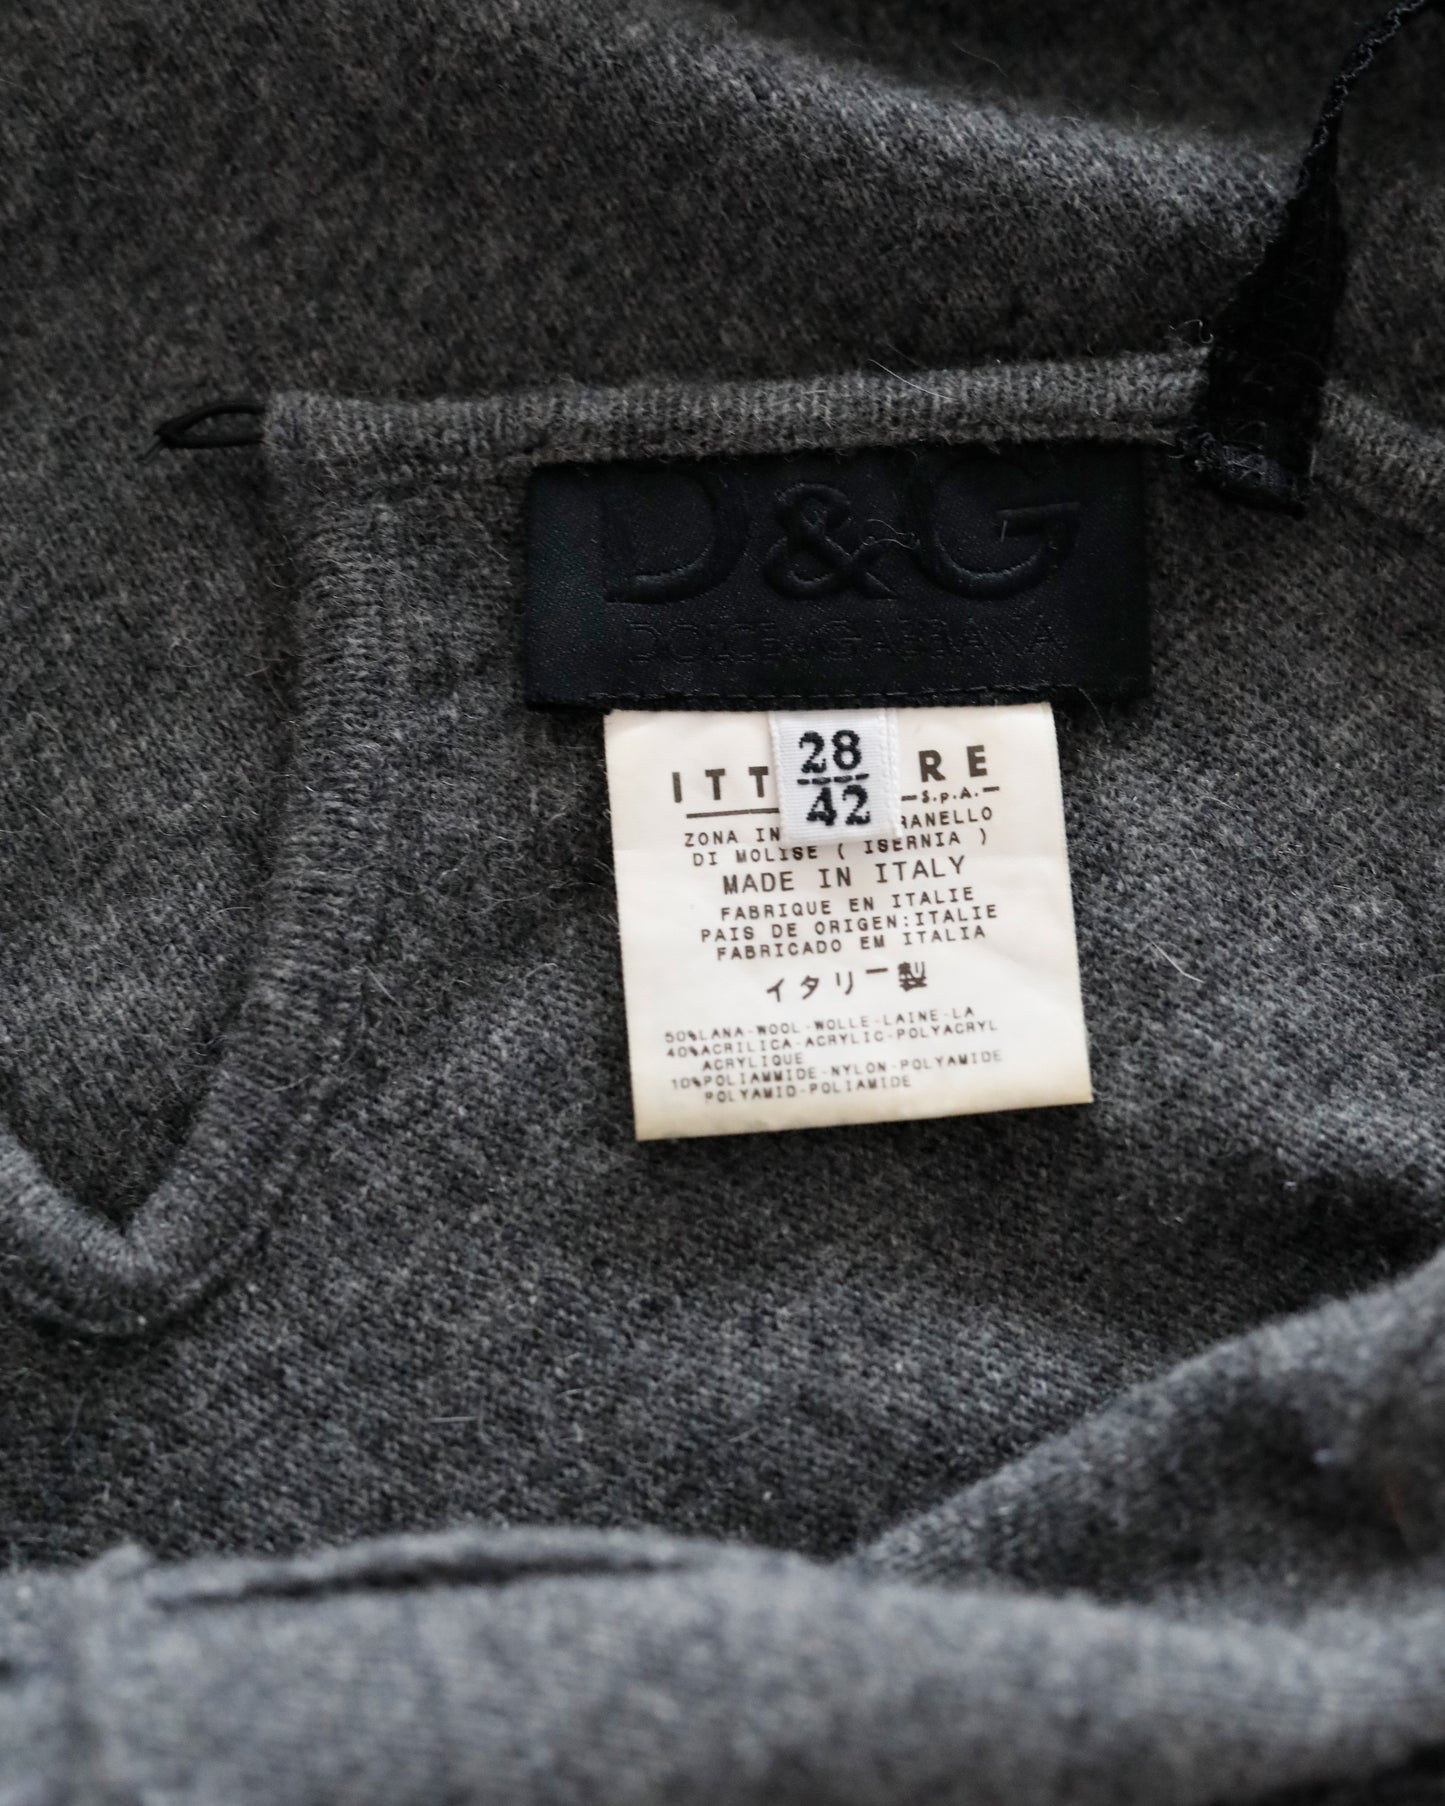 D&G
DOLCE & GABBANA
28
42
ITT RE
S.p.A.
ZONA IN RANELLO
DI MOLISE ( ISERNIA )
MADE IN ITALY
FABRIQUE EN ITALIE
PAIS DE ORIGEN:ITALIE
FABRICADO EM ITALIA
イタリー製
50%LANA-WOOL-WOLLE-LAINE-LA
40%ACRILICA-ACRYLIC-POLYACRYL
ACRYLIQUE
10%POLIAMMIDE-NYLON-POLYAMIDE
POLYAMID-POLIAMIDE